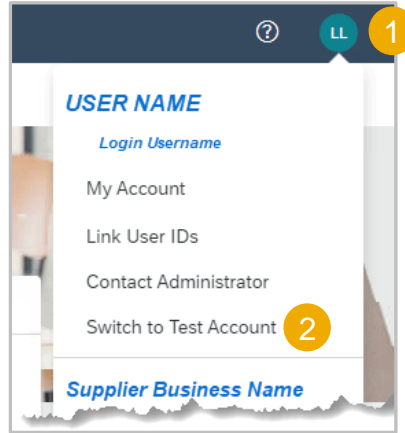 ? LL 1
USER NAME
Login Username
My Account
Link User IDs
Contact Administrator
Switch to Test Account 2
Supplier Business Name